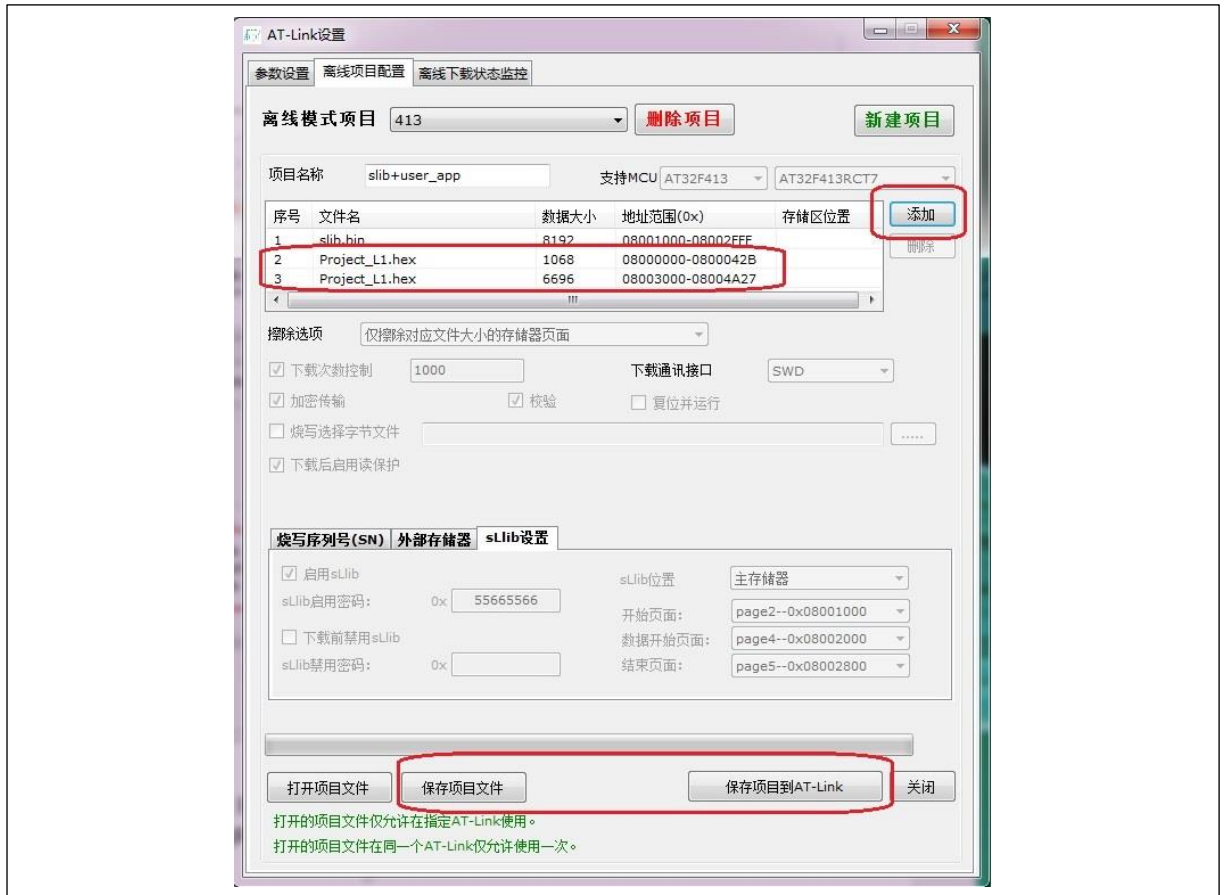 AT-Link设置
参数设置 离线项目配置 离线下载状态监控
离线模式项目 413 删除项目 新建项目
项目名称 slib+user_app 支持MCU AT32F413 AT32F413RCT7
序号 文件名 数据大小 地址范围(0x) 存储区位置 添加
1 slib.bin 8192 08001000-08002FFF 删除
2 Project_L1.hex 1068 08000000-0800042B
3 Project_L1.hex 6696 08003000-08004A27
擦除选项 仅擦除对应文件大小的存储器页面
下载次数控制 1000 下载通讯接口 SWD
加密传输 校验 复位并运行
烧写选择字节文件 .....
下载后启用读保护
烧写序列号(SN) 外部存储器 sLlib设置
启用sLlib sLlib位置 主存储器
sLlib启用密码: 0x 55665566 开始页面: page2--0x08001000
下载前禁用sLlib 数据开始页面: page4--0x08002000
sLlib禁用密码: 0x 结束页面: page5--0x08002800
打开项目文件 保存项目文件 保存项目到AT-Link 关闭
打开的项目文件仅允许在指定AT-Link使用。
打开的项目文件在同一个AT-Link仅允许使用一次。